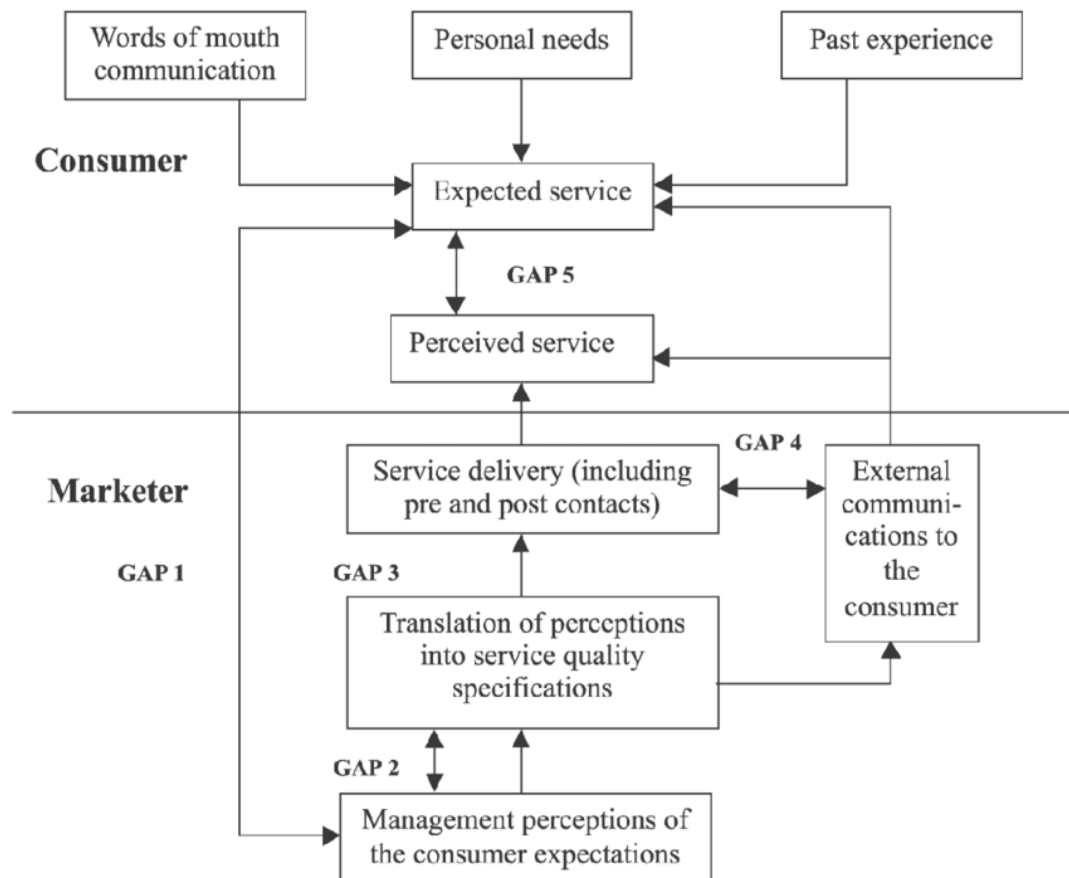 Words of mouth
communication
Personal needs
Past experience
Consumer
Expected service
GAP 5
Perceived service
GAP 4
Marketer
Service delivery (including
pre and post contacts)
External
communi-
cations to
the
consumer
GAP 1
GAP 3
Translation of perceptions
into service quality
specifications
GAP 2
Management perceptions of
the consumer expectations